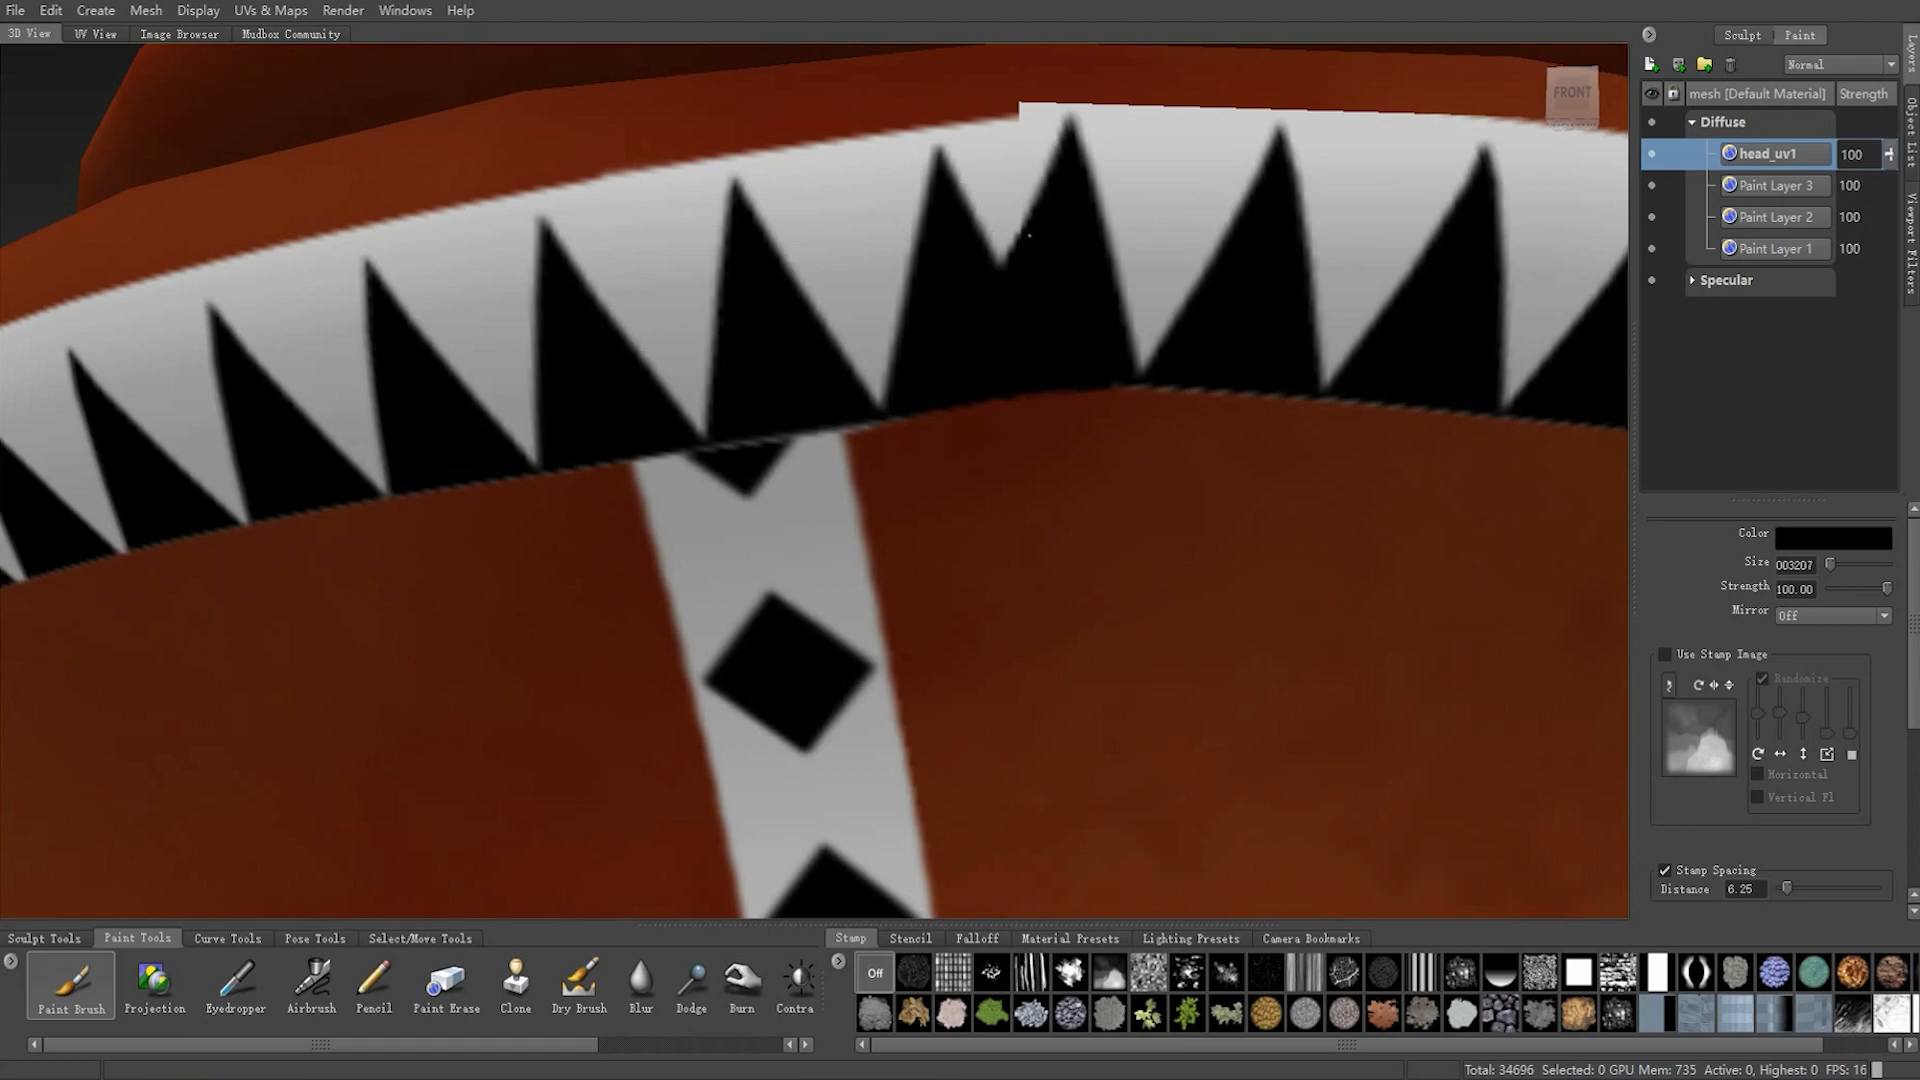 File Edit Create Mesh Display UVs & Maps Render Windows Help
3D View UV View Image Browser Mudbox Community
Sculpt Paint
Normal
FRONT
mesh [Default Material] Strength
Diffuse
head_uv1 100
Paint Layer 3 100
Paint Layer 2 100
Paint Layer 1 100
Specular
Layers
Object List
Viewport Filters
Color
Size 003207
Strength 100.00
Mirror Off
Use Stamp Image
Randomize
Horizontal
Vertical Fl
Stamp Spacing
Distance 6.25
Sculpt Tools Paint Tools Curve Tools Pose Tools Select/Move Tools
Stamp Stencil Falloff Material Presets Lighting Presets Camera Bookmarks
Off
Paint Brush Projection Eyedropper Airbrush Pencil Paint Erase Clone Dry Brush Blur Dodge Burn Contra
Total: 34696 Selected: 0 GPU Mem: 735 Active: 0, Highest: 0 FPS: 16